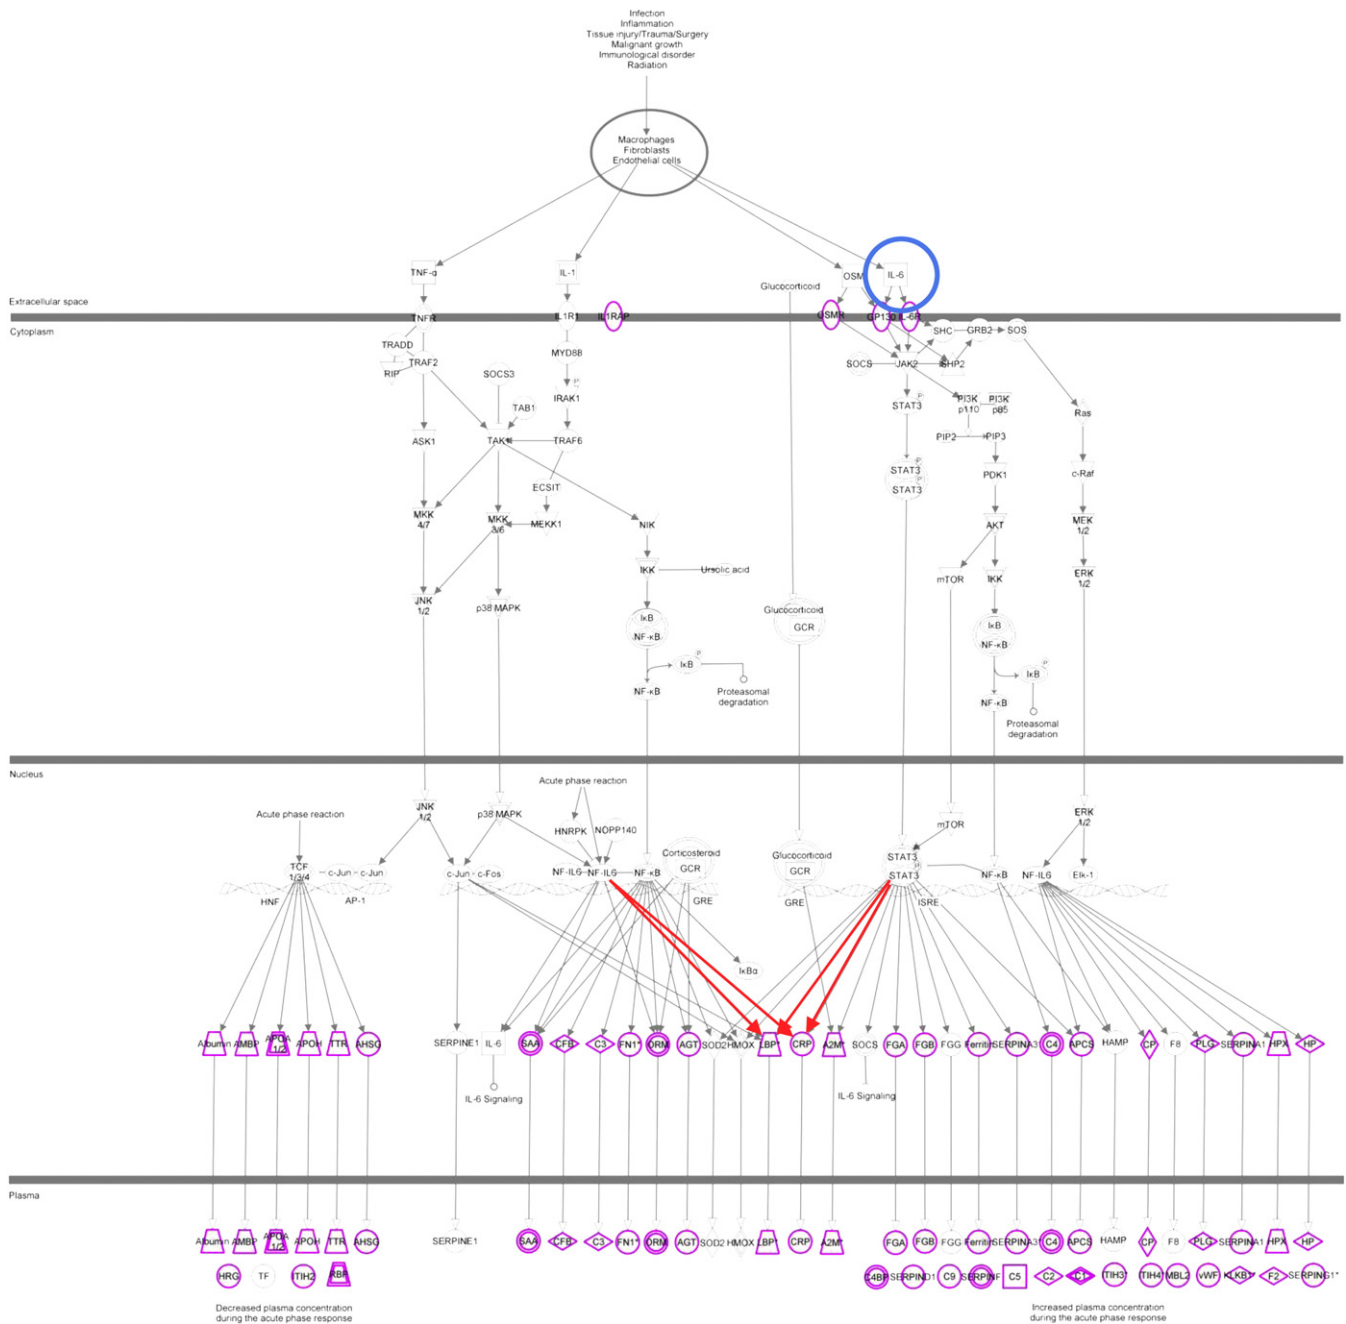 Infection
Inflammation
Tissue injury/Trauma/Surgery
Malignant growth
Immunological disorder
Radiation
Macrophages
Fibroblasts
Endothelial cells
TNF-α
IL-1
OSM
IL-6
Glucocorticoid
Extracellular space
TNFR
IL1R1
IL1RAP
OSMR
GP130
IL-6R
Cytoplasm
SHC
GRB2
SOS
TRADD
MYD88
TRAF2
SOCS
JAK2
SHP2
RIP
SOCS3
P
IRAK1
TAB1
P
STAT3
PI3K
p110
PI3K
p85
Ras
ASK1
TAK1
TRAF6
PIP2
PIP3
P
STAT3
P
STAT3
PDK1
c-Raf
ECSIT
MKK
4/7
MKK
3/6
MEKK1
NIK
AKT
MEK
1/2
IKK
Ursolic acid
mTOR
IKK
ERK
1/2
JNK
1/2
p38 MAPK
Glucocorticoid
GCR
IκB
NF-κB
IκB
NF-κB
P
IκB
P
IκB
NF-κB
Proteasomal
degradation
NF-κB
Proteasomal
degradation
Nucleus
Acute phase reaction
JNK
1/2
p38 MAPK
Acute phase reaction
HNRPK
NOPP140
mTOR
ERK
1/2
TCF
1/3/4
c-Jun
c-Jun
c-Jun
c-Fos
NF-IL6
NF-IL6
NF-κB
Corticosteroid
GCR
Glucocorticoid
GCR
STAT3
P
STAT3
NF-κB
NF-IL6
Elk-1
HNF
AP-1
GRE
GRE
ISRE
IκBα
Albumin
AMBP
APOA
1/2
APOH
TTR
AHSG
SERPINE1
IL-6
SAA
CFB
C3
FN1*
ORM
AGT
SOD2
HMOX
LBP*
CRP
A2M*
SOCS
FGA
FGB
FGG
Ferritin
SERPINA3*
C4
APCS
HAMP
CP
F8
PLG
SERPINA1
HPX
HP
IL-6 Signaling
IL-6 Signaling
Plasma
Albumin
AMBP
APOA
1/2
APOH
TTR
AHSG
SERPINE1
SAA
CFB
C3
FN1*
ORM
AGT
SOD2
HMOX
LBP*
CRP
A2M*
FGA
FGB
FGG
Ferritin
SERPINA3*
C4
APCS
HAMP
CP
F8
PLG
SERPINA1
HPX
HP
HRG
TF
ITIH2
RBP
C4BP
SERPIND1
C9
SERPINF
C5
C2
C1
ITIH3*
ITIH4*
MBL2
vWF
KLKB1*
F2
SERPING1*
Decreased plasma concentration
during the acute phase response
Increased plasma concentration
during the acute phase response